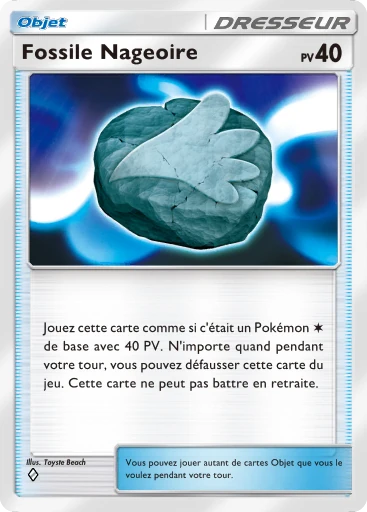 Objet
DRESSEUR
Fossile Nageoire
PV40
Jouez cette carte comme si c'était un Pokémon ✶
de base avec 40 PV. N'importe quand pendant
votre tour, vous pouvez défausser cette carte du
jeu. Cette carte ne peut pas battre en retraite.
Illus. Toyste Beach
Vous pouvez jouer autant de cartes Objet que vous le
voulez pendant votre tour.